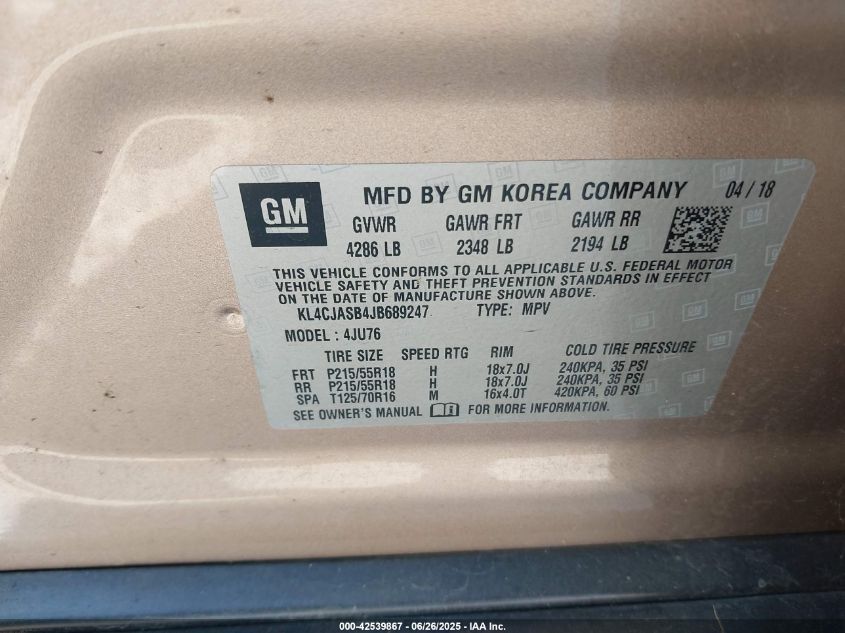 GM MFD BY GM KOREA COMPANY 04 / 18
GVWR GAWR FRT GAWR RR
4286 LB 2348 LB 2194 LB
THIS VEHICLE CONFORMS TO ALL APPLICABLE U.S. FEDERAL MOTOR
VEHICLE SAFETY AND THEFT PREVENTION STANDARDS IN EFFECT
ON THE DATE OF MANUFACTURE SHOWN ABOVE.
KL4CJASB4JB689247 TYPE: MPV
MODEL : 4JU76
TIRE SIZE SPEED RTG RIM COLD TIRE PRESSURE
FRT P215/55R18 H 18x7.0J 240KPA, 35 PSI
RR P215/55R18 H 18x7.0J 240KPA, 35 PSI
SPA T125/70R16 M 16x4.0T 420KPA, 60 PSI
SEE OWNER'S MANUAL FOR MORE INFORMATION.
000-42539867 - 06/26/2025 - IAA Inc.